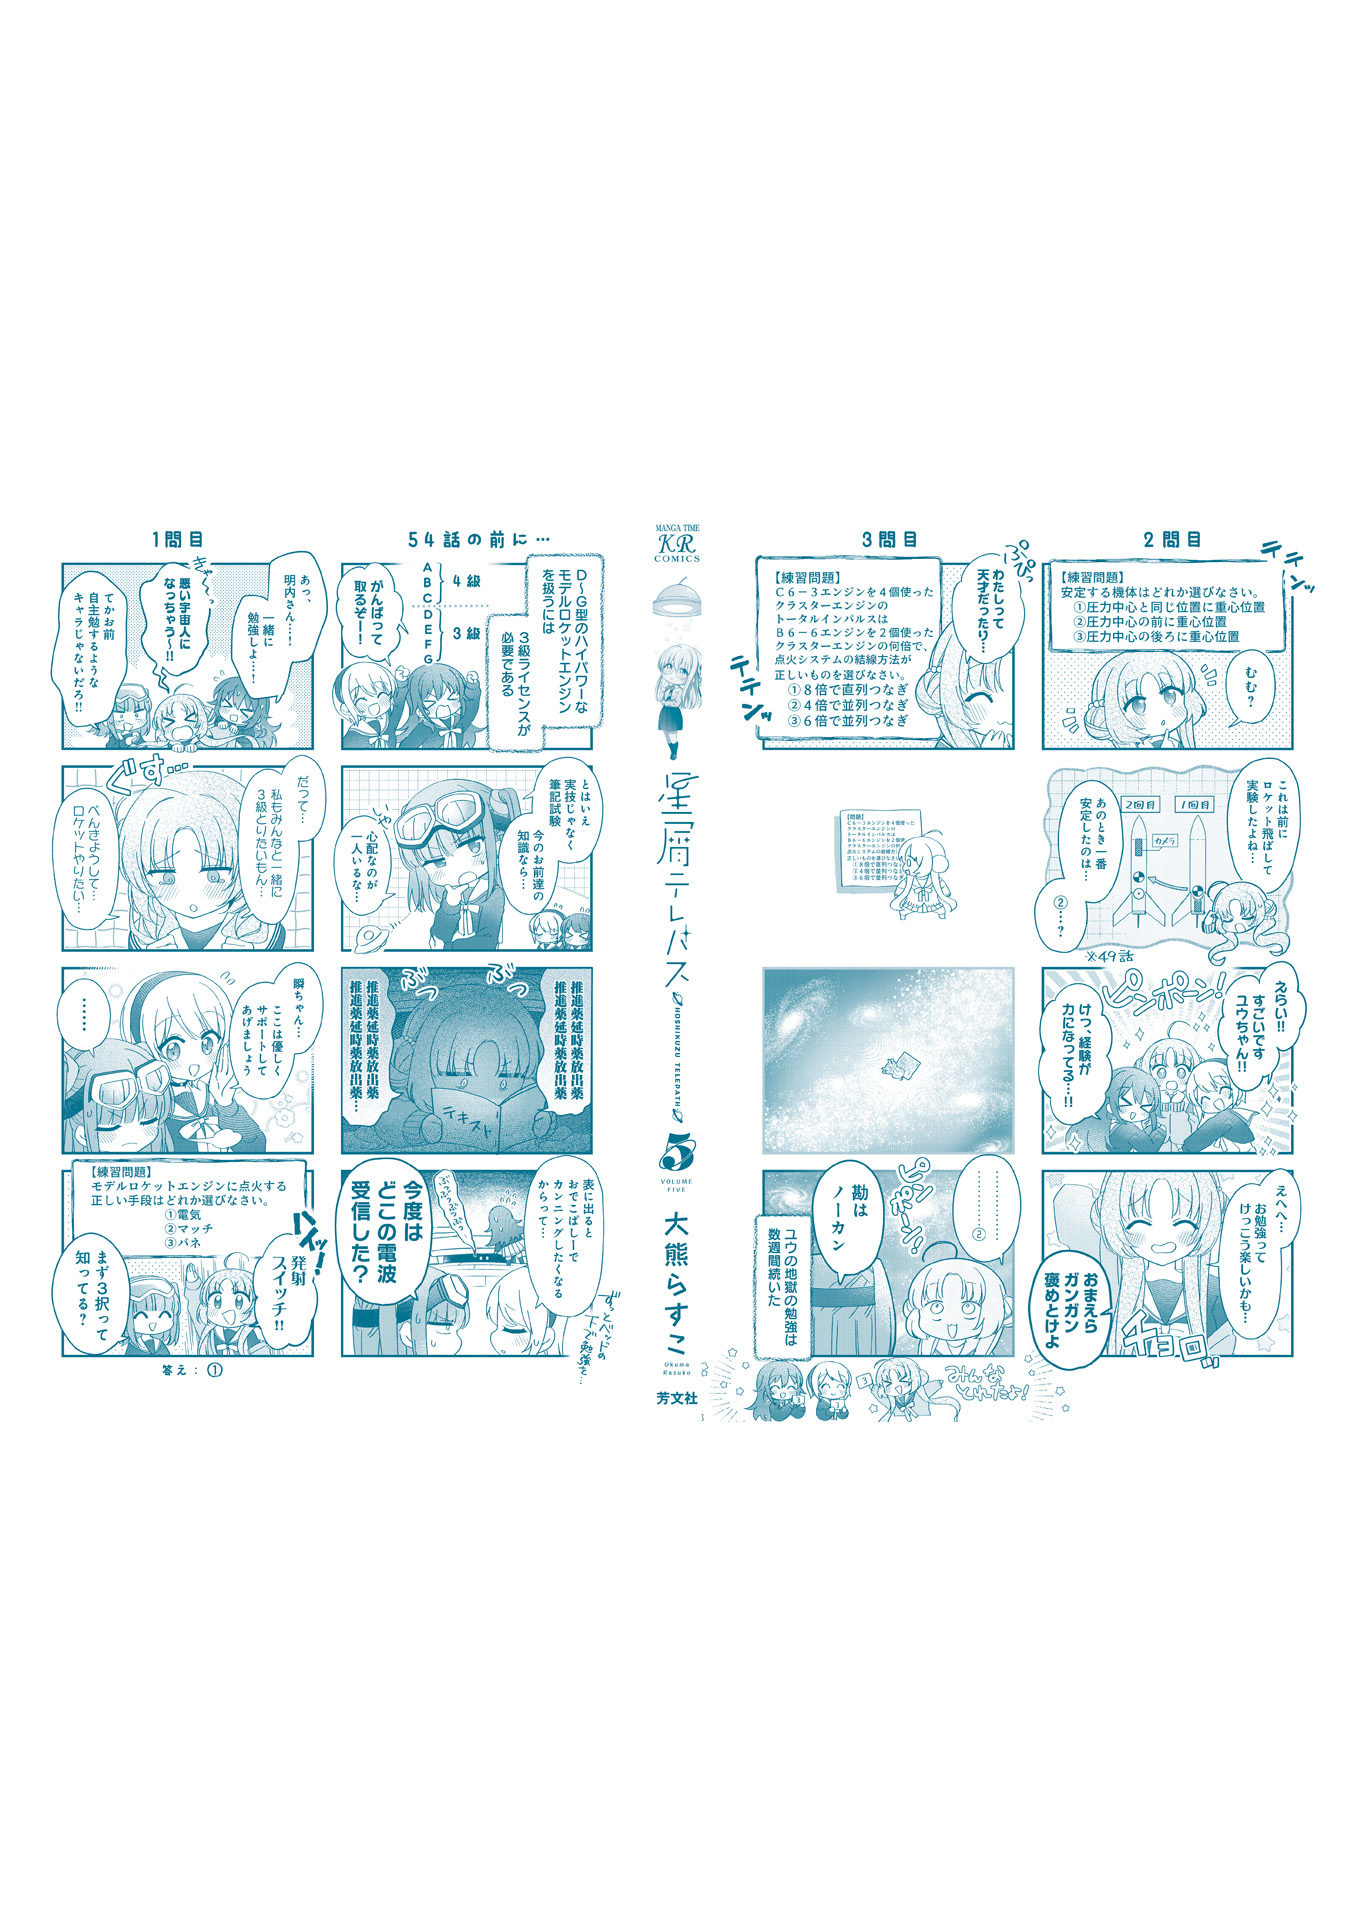 54話の前に…
D～G型のハイパワーな
モデルロケットエンジン
を扱うには
3級ライセンスが
必要である
A
B
C
D
E
F
G
4級
3級
がんばって
取るぞー！
とはいえ
実技じゃなく
筆記試験
今のお前達の
知識なら…
いや
心配なのが
一人いるな…
推進薬延時薬放出薬
推進薬延時薬放出薬
ぶつ
ぶつ
推進薬延時薬放出薬
推進薬延時薬放出薬…
テキスト
表に出ると
おでこぱしーで
カンニングしたくなる
からって…
ぶつぶつぶつぶつ
ずっとベッドの
下で勉強を…
今度は
どこの電波
受信した？
1問目
あっ、
明内さん……！
一緒に
勉強しよ…！
きゃ～っ
悪い宇宙人に
なっちゃう～!!
てかお前
自主勉するような
キャラじゃないだろ!!
ぐす…
だって…
私もみんなと一緒に
3級とりたいもん…
べんきょうして…
ロケットやりたい…
瞬ちゃん…
ここは優しく
サポートして
あげましょう
……
【練習問題】
モデルロケットエンジンに点火する
正しい手段はどれか選びなさい。
①電気
②マッチ
③バネ
ハイッ！
発射
スイッチ!!
まず3択って
知ってる？
答え：①
MANGA TIME
KR
COMICS
星屑テレパス
HOSHIKUZU TELEPATH
5
VOLUME
FIVE
大熊らすこ
Okuma
Rasuko
芳文社
2問目
テテンッ
【練習問題】
安定する機体はどれか選びなさい。
①圧力中心と同じ位置に重心位置
②圧力中心の前に重心位置
③圧力中心の後ろに重心位置
むむ？
これは前に
ロケット飛ばして
実験したよね…
1回目
2回目
カメラ
あのとき一番
安定したのは…
②…？
※49話
ピンポーン！
えらい!!
すごいです
ユウちゃん!!
けっ、経験が
力になってる…!!
えへへ…
お勉強って
けっこう楽しいかも…
おまえら
ガンガン
褒めとけよ
チョロッ
3問目
ぷぷっ
わたしって
天才だったり…
テテンッ
【練習問題】
C6－3エンジンを4個使った
クラスターエンジンの
トータルインパルスは
B6－6エンジンを2個使った
クラスターエンジンの何倍で、
点火システムの結線方法が
正しいものを選びなさい。
①8倍で直列つなぎ
②4倍で並列つなぎ
③6倍で並列つなぎ
【問題】
C6－3エンジンを4個使った
クラスターエンジンの
トータルインパルスは
B6－6エンジンを2個使
クラスターエンジンの何
点火システムの結線方
正しいものを選びなさい
①8倍で直列つな
②4倍で並列つな
③6倍で並列つな
…………
②
…………
ピンポーン！
勘は
ノーカン
ユウの地獄の勉強は
数週間続いた
3
3
3
みんな
とれたよ！